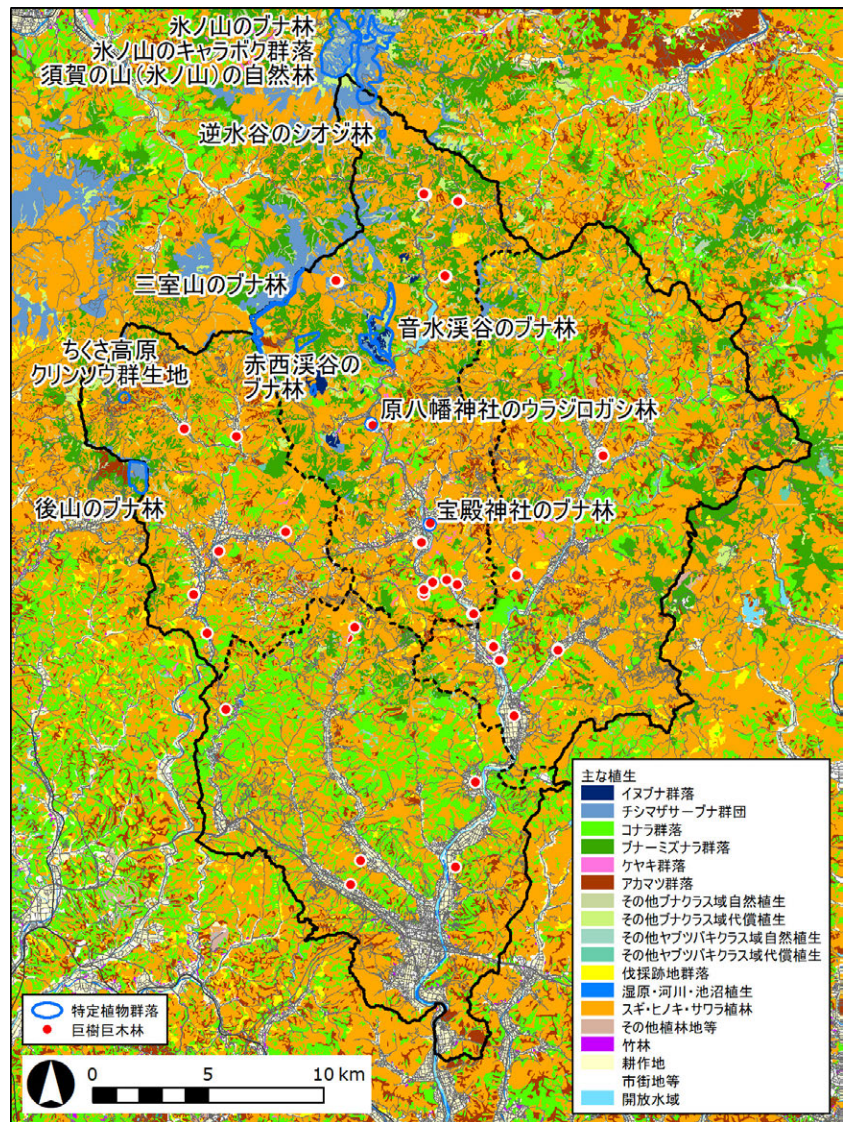 氷ノ山のブナ林
氷ノ山のキャラボク群落
須賀の山(氷ノ山)の自然林
逆水谷のシオジ林
三室山のブナ林
音水渓谷のブナ林
ちくさ高原
クリンソウ群生地
赤西渓谷の
ブナ林
原八幡神社のウラジロガシ林
後山のブナ林
宝殿神社のブナ林
主な植生
イヌブナ群落
チシマザサーブナ群団
コナラ群落
ブナーミズナラ群落
ケヤキ群落
アカマツ群落
その他ブナクラス域自然植生
その他ブナクラス域代償植生
その他ヤブツバキクラス域自然植生
その他ヤブツバキクラス域代償植生
伐採跡地群落
湿原・河川・池沼植生
スギ・ヒノキ・サワラ植林
その他植林地等
竹林
耕作地
市街地等
開放水域
特定植物群落
巨樹巨木林
0 5 10 km